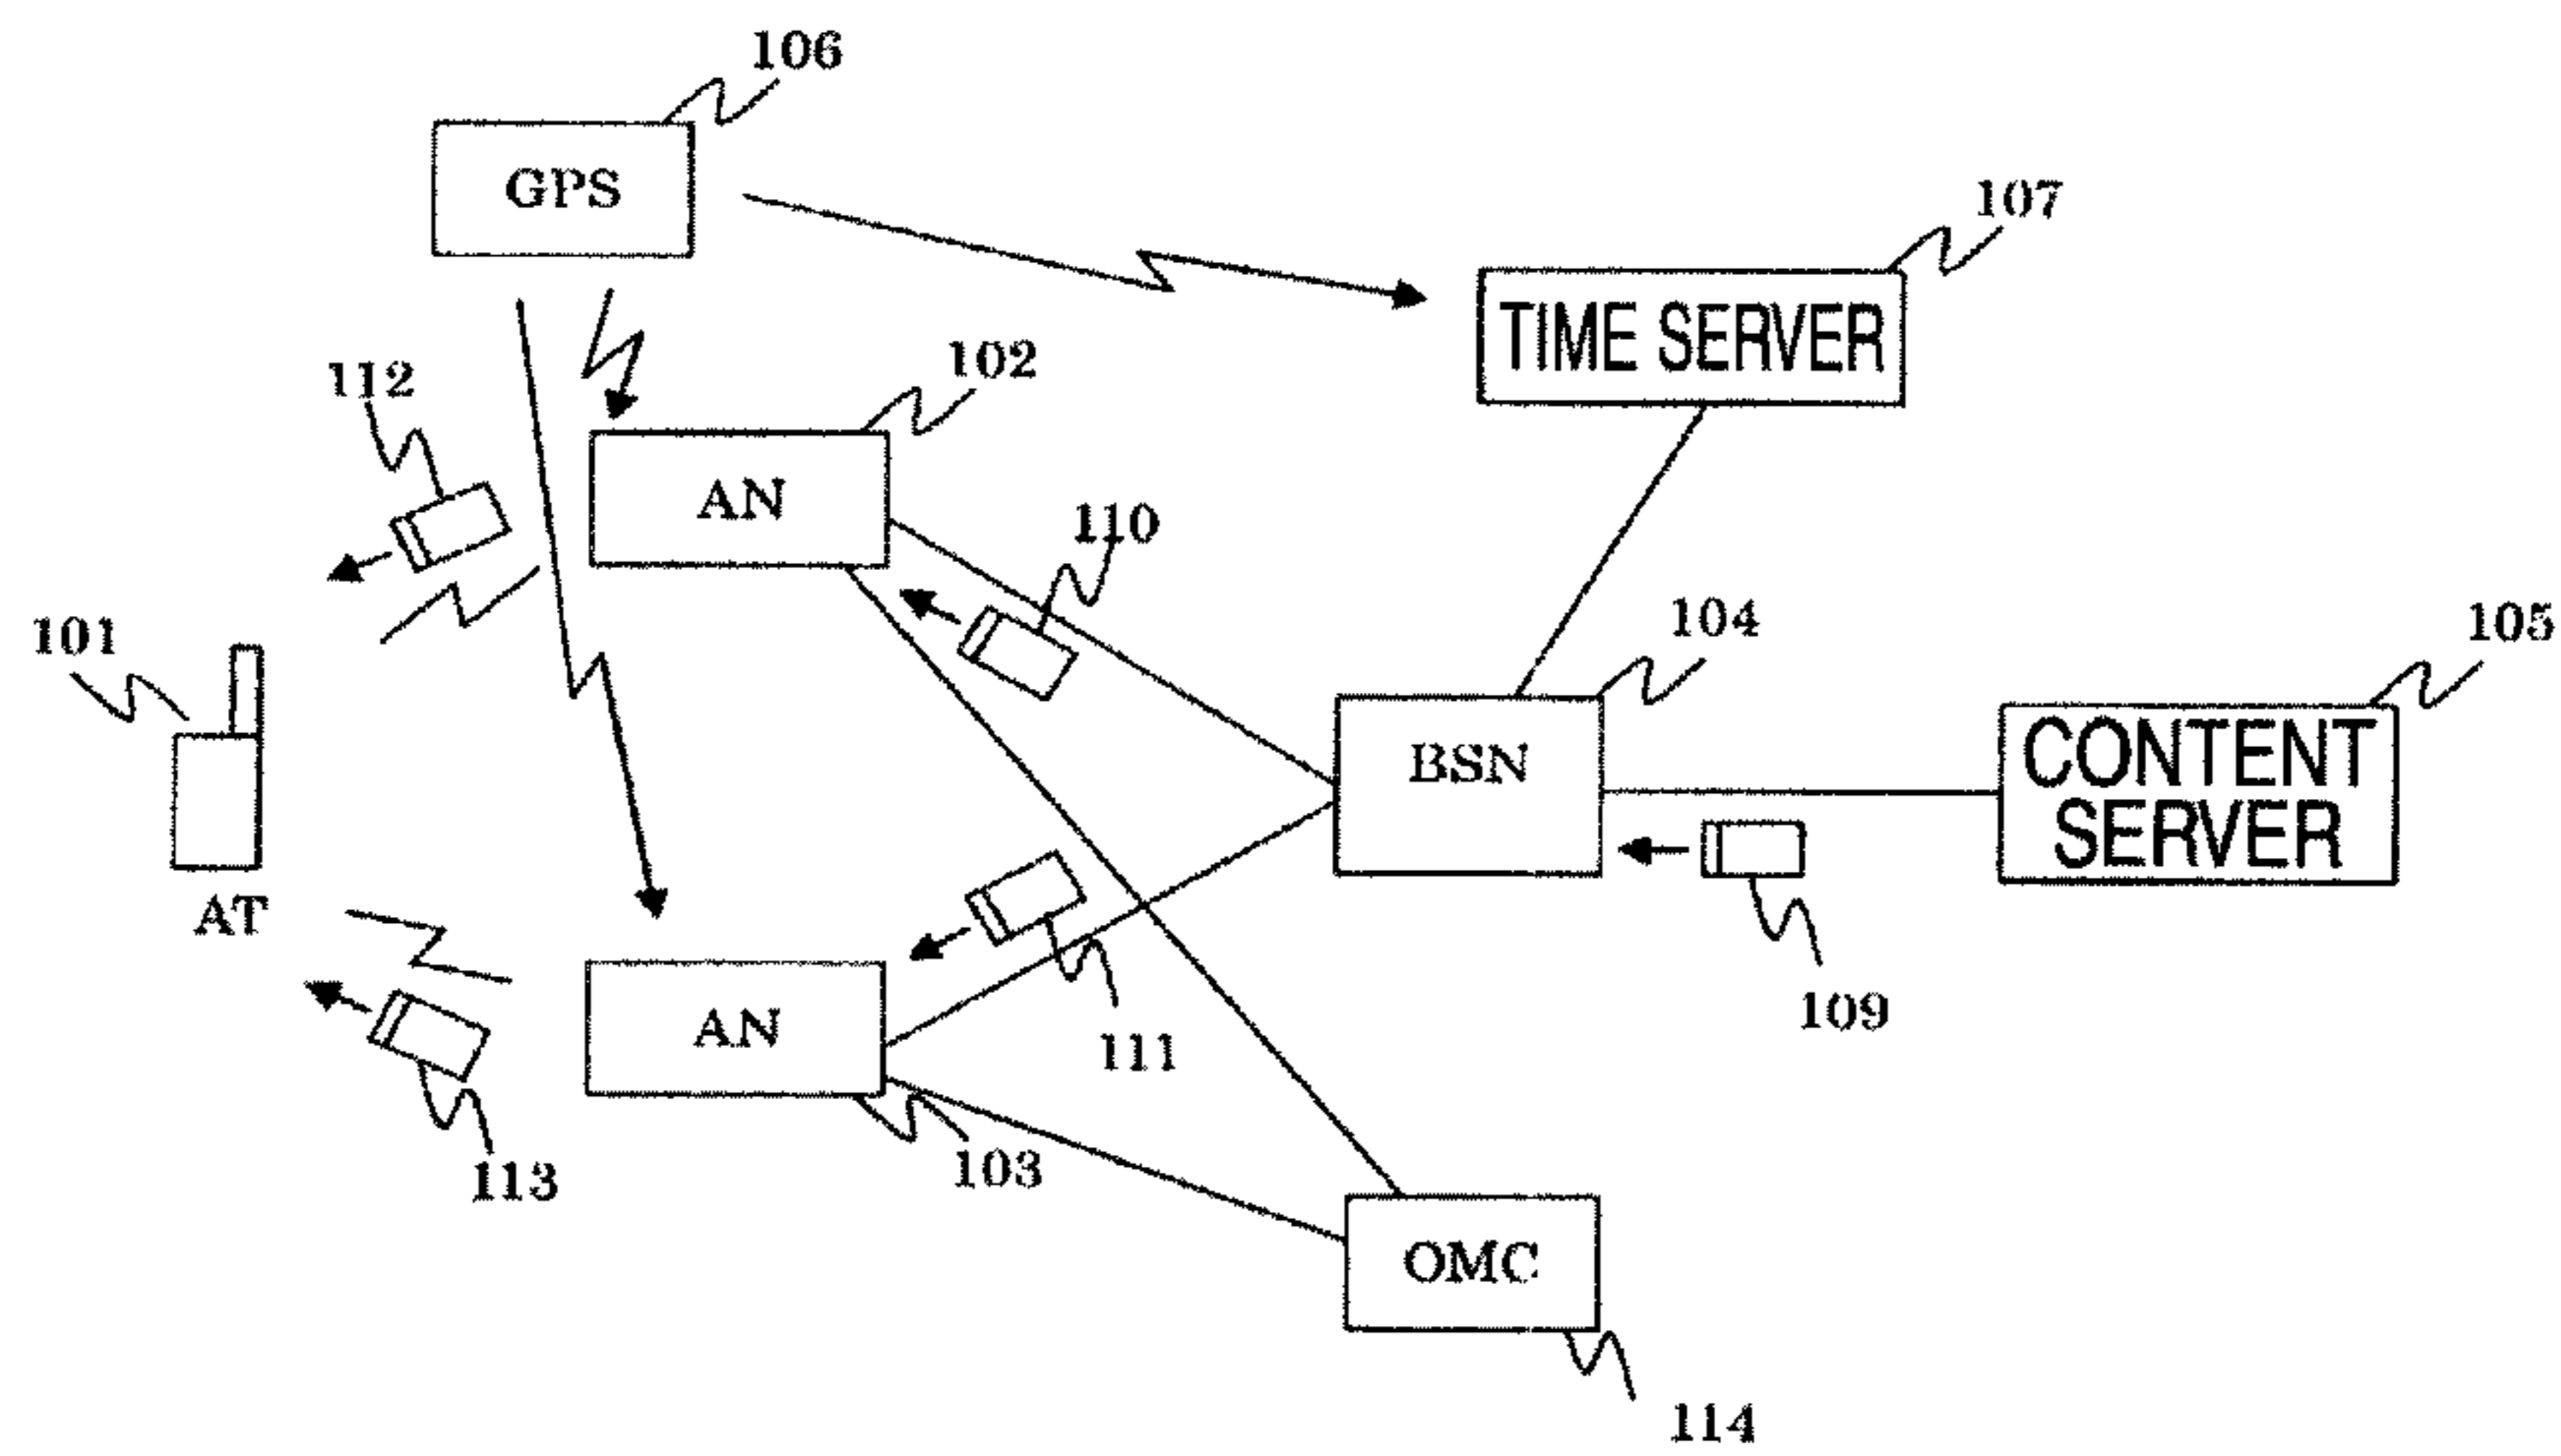 106
GPS
107
TIME SERVER
102
112
AN
110
101
104
105
BSN
CONTENT
SERVER
AT
109
AN
111
103
113
OMC
114